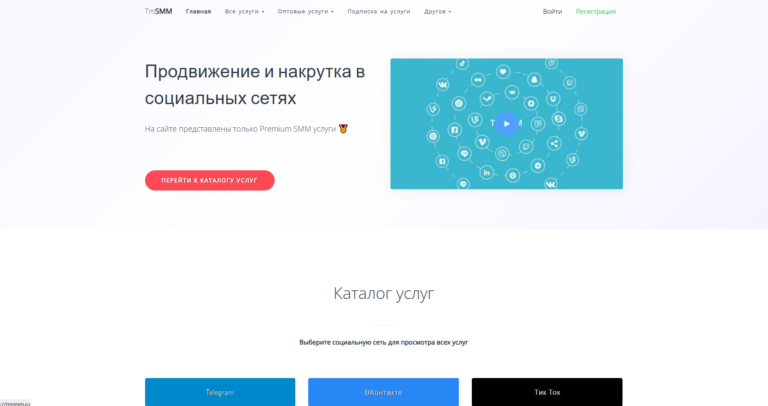 TmSMM Главная Все услуги Оптовые услуги Подписка на услуги Другое Войти Регистрация
Продвижение и накрутка в
социальных сетях
На сайте представлены только Premium SMM услуги
ПЕРЕЙТИ К КАТАЛОГУ УСЛУГ
Каталог услуг
Выберите социальную сеть для просмотра всех услуг
Telegram ВКонтакте Тик Ток